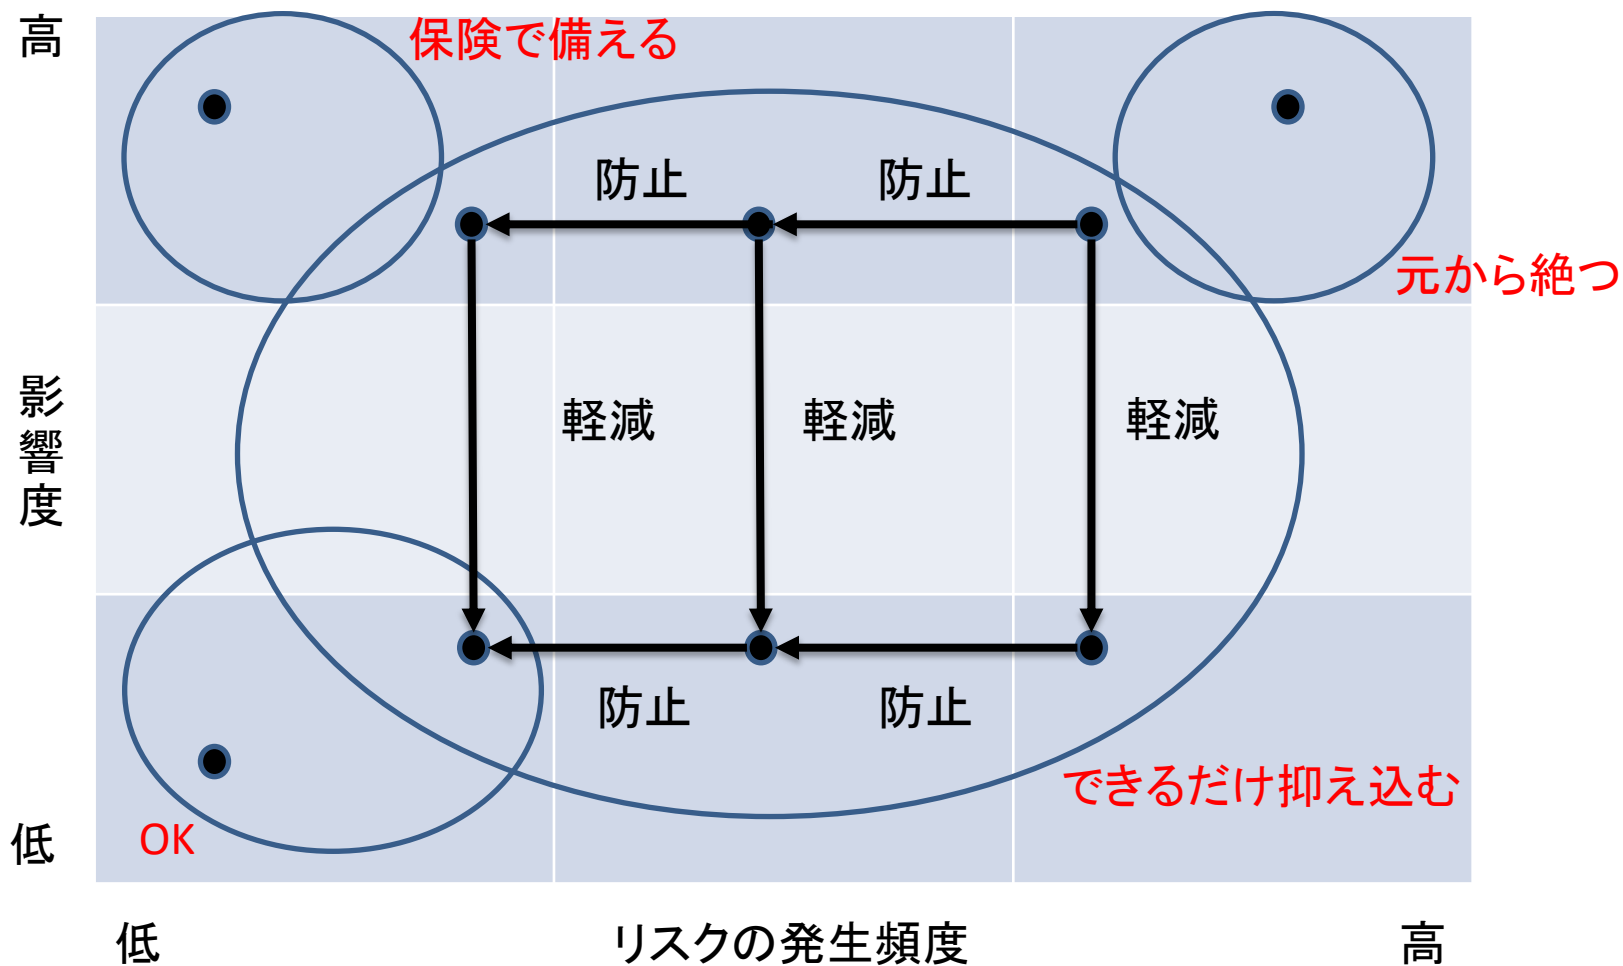 高
保険で備える
防止
防止
元から絶つ
影響度
軽減
軽減
軽減
防止
防止
できるだけ抑え込む
OK
低
低
リスクの発生頻度
高